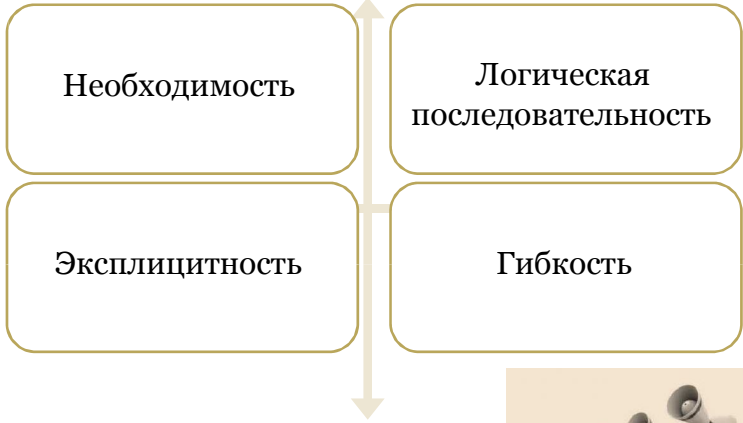 Необходимость
Логическая
последовательность
Эксплицитность
Гибкость